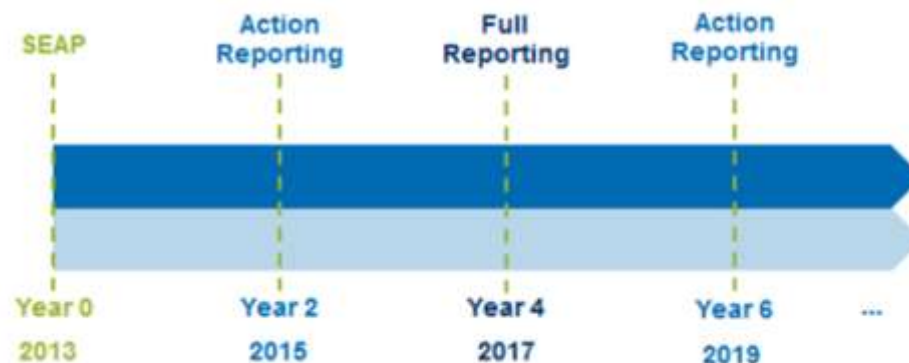 SEAP
Action
Reporting
Full
Reporting
Action
Reporting
Year 0
Year 2
Year 4
Year 6
...
2013
2015
2017
2019